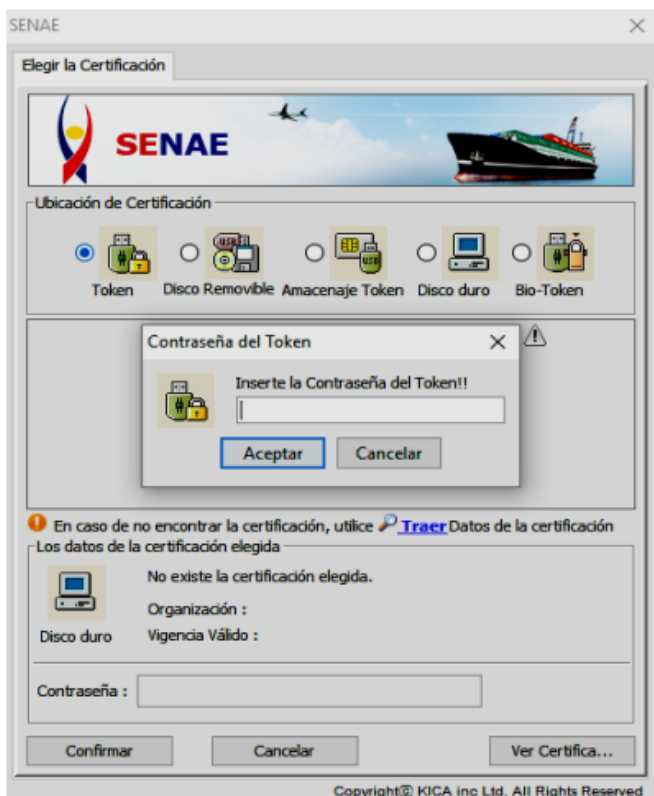 SENAE
Elegir la Certificación
SENAE
Ubicación de Certificación
Token Disco Removible Amacenaje Token Disco duro Bio-Token
Contraseña del Token
Inserte la Contraseña del Token!!
Aceptar Cancelar
En caso de no encontrar la certificación, utilice Traer Datos de la certificación
Los datos de la certificación elegida
No existe la certificación elegida.
Organización :
Disco duro Vigencia Válido :
Contraseña :
Confirmar Cancelar Ver Certifica...
Copyright© KICA inc Ltd. All Rights Reserved